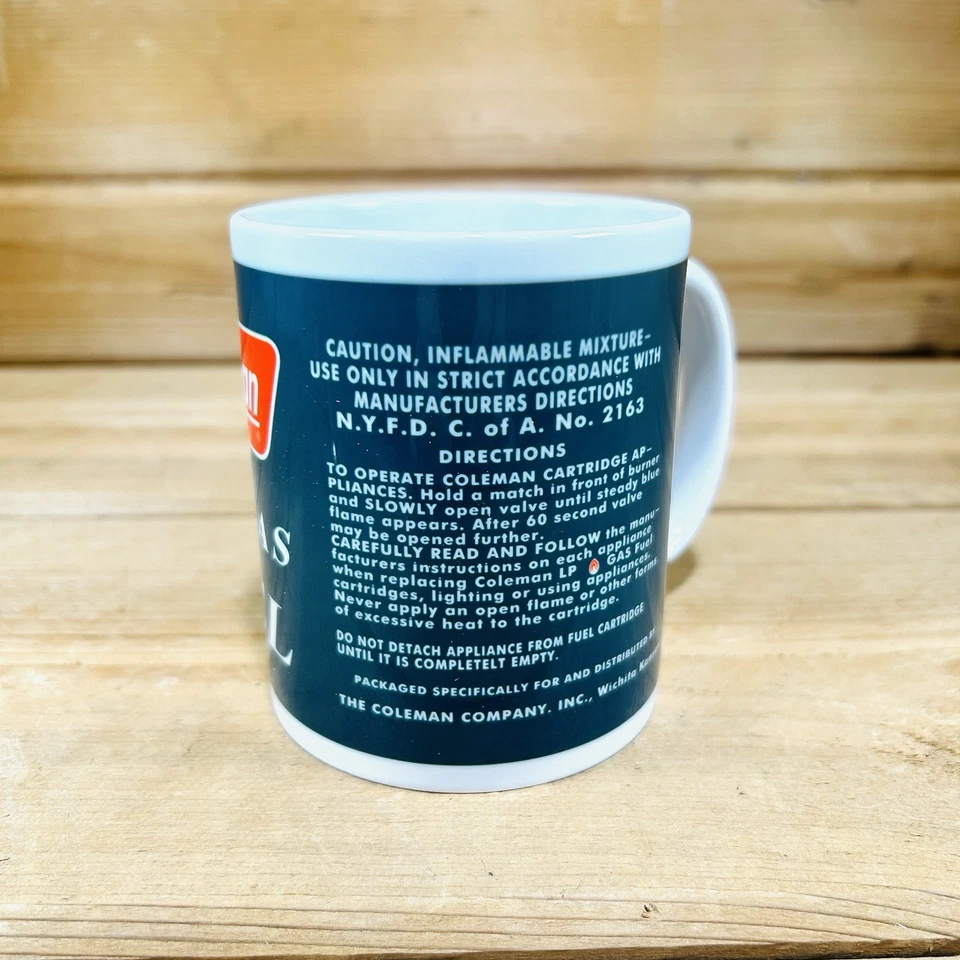 an
AS
L
CAUTION, INFLAMMABLE MIXTURE-
USE ONLY IN STRICT ACCORDANCE WITH
MANUFACTURERS DIRECTIONS
N.Y.F.D. C. of A. No. 2163
DIRECTIONS
TO OPERATE COLEMAN CARTRIDGE AP-
PLIANCES. Hold a match in front of burner
and SLOWLY open valve until steady blue
flame appears. After 60 second valve
may be opened further.
CAREFULLY READ AND FOLLOW the manu-
facturers instructions on each appliance
when replacing Coleman LP GAS Fuel
cartridges, lighting or using appliances.
Never apply an open flame or other forms
of excessive heat to the cartridge.
DO NOT DETACH APPLIANCE FROM FUEL CARTRIDGE
UNTIL IT IS COMPLETELT EMPTY.
PACKAGED SPECIFICALLY FOR AND DISTRIBUTED
THE COLEMAN COMPANY. INC., Wichita